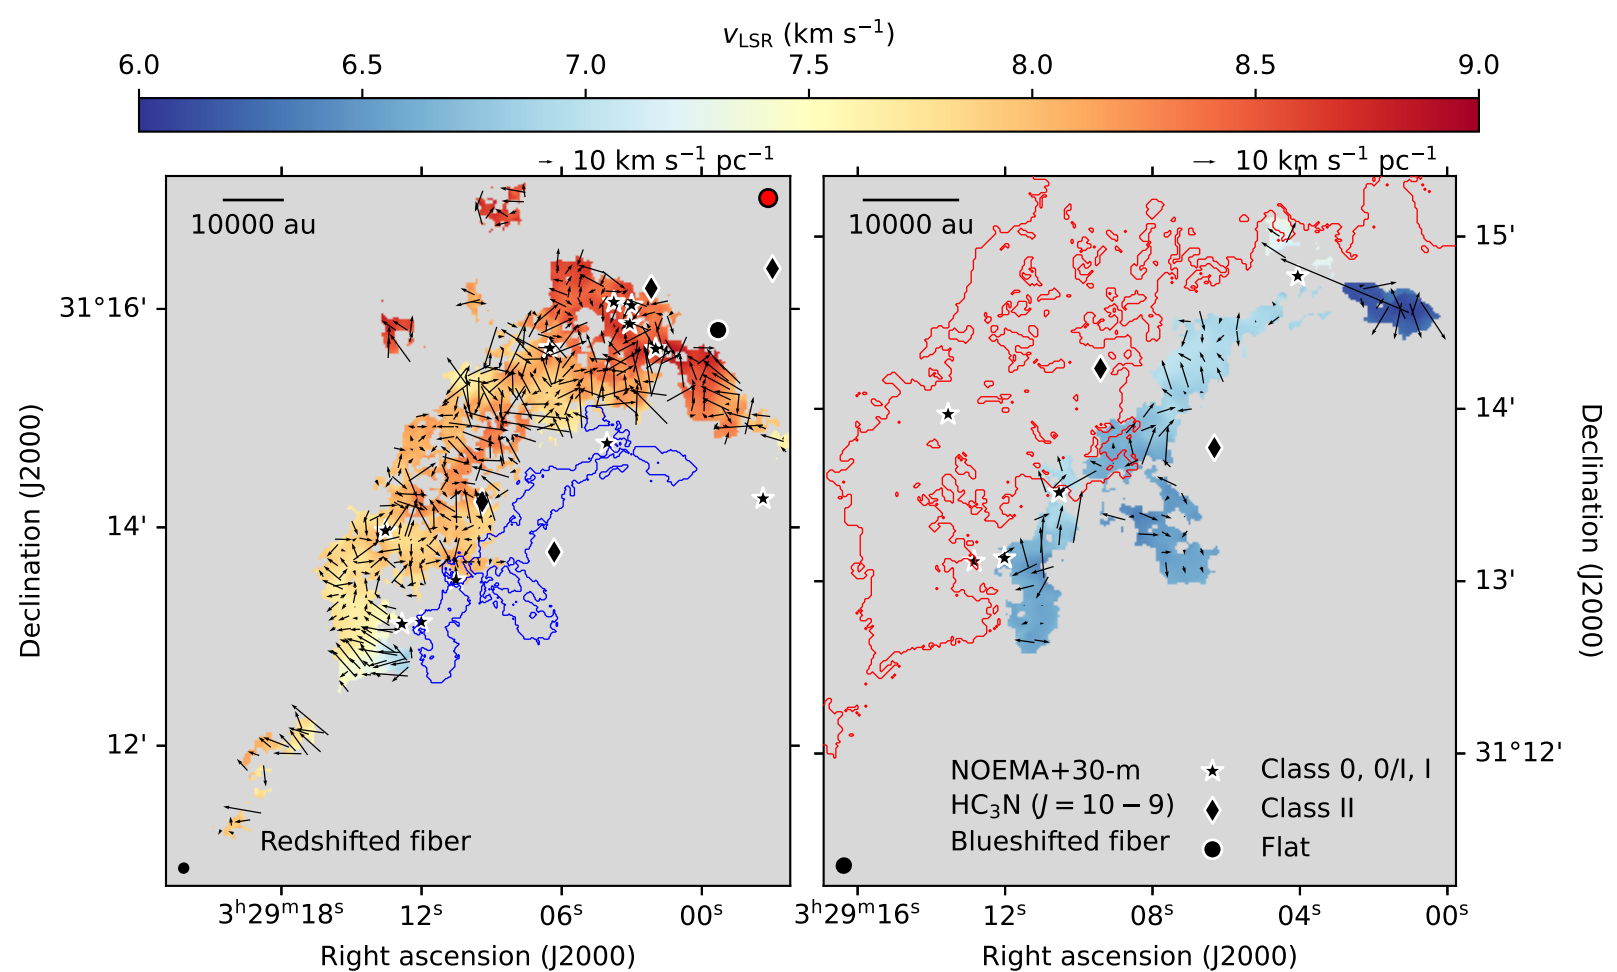 v_LSR (km s⁻¹)
6.0 6.5 7.0 7.5 8.0 8.5 9.0
10 km s⁻¹ pc⁻¹
10000 au
31°16'
14'
12'
Declination (J2000)
Redshifted fiber
3ʰ29ᵐ18ˢ 12ˢ 06ˢ 00ˢ
Right ascension (J2000)
10 km s⁻¹ pc⁻¹
10000 au
15'
14'
13'
31°12'
Declination (J2000)
NOEMA+30-m
HC₃N (J = 10 − 9)
Blueshifted fiber
Class 0, 0/I, I
Class II
Flat
3ʰ29ᵐ16ˢ 12ˢ 08ˢ 04ˢ 00ˢ
Right ascension (J2000)